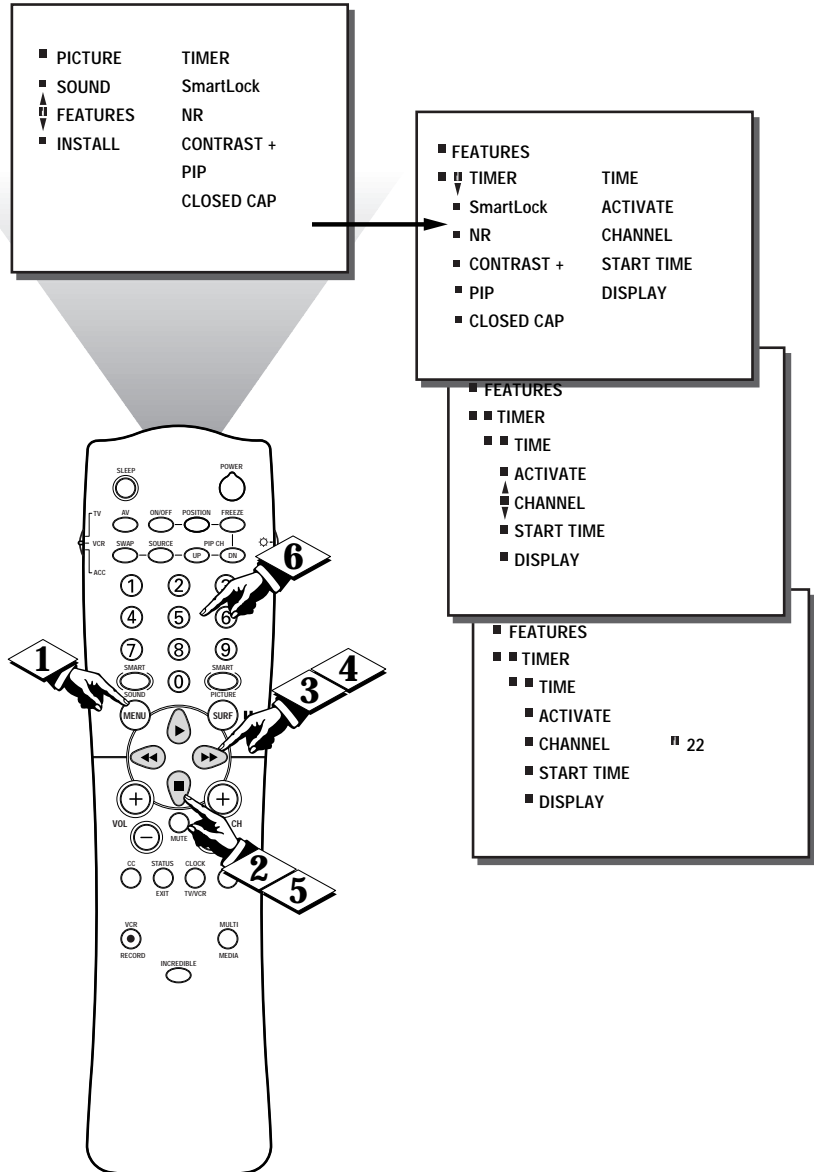 PICTURE TIMER
SOUND SmartLock
FEATURES NR
INSTALL CONTRAST +
PIP
CLOSED CAP
FEATURES
TIMER TIME
SmartLock ACTIVATE
NR CHANNEL
CONTRAST + START TIME
PIP DISPLAY
CLOSED CAP
FEATURES
TIMER
TIME
ACTIVATE
CHANNEL
START TIME
DISPLAY
FEATURES
TIMER
TIME
ACTIVATE
CHANNEL 22
START TIME
DISPLAY
SLEEP POWER
TV AV ON/OFF POSITION FREEZE
VCR SWAP SOURCE UP PIP CH DN
ACC
6
1 2 3
4 5 6
7 8 9
SMART 0 SMART
SOUND PICTURE
1
3 4
MENU SURF
+ +
VOL CH
− MUTE
2 5
CC STATUS CLOCK
EXIT TV/VCR
VCR MULTI
RECORD MEDIA
INCREDIBLE